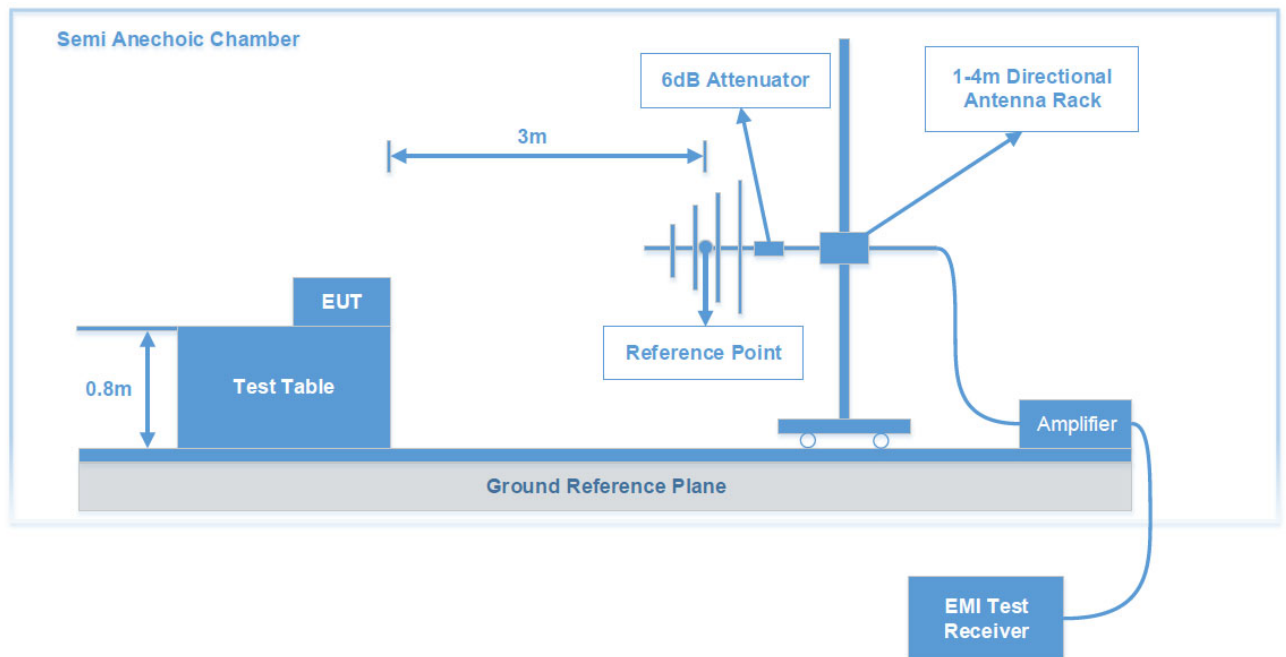 Semi Anechoic Chamber
6dB Attenuator
1-4m Directional
Antenna Rack
3m
EUT
Reference Point
0.8m
Test Table
Amplifier
Ground Reference Plane
EMI Test
Receiver